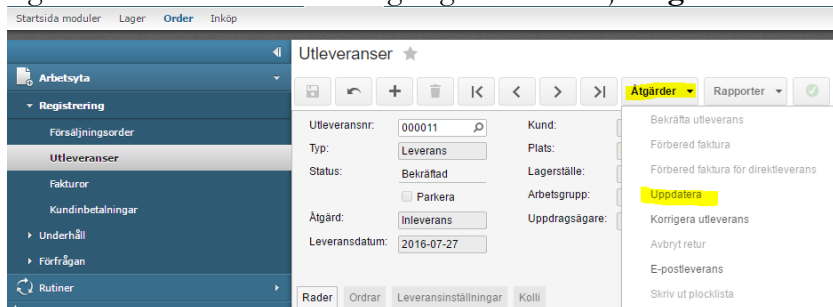 Startsida moduler Lager Order Inköp
Utleveranser
Arbetsyta
Åtgärder Rapporter
Registrering
Försäljningsorder
Utleveranser
Fakturor
Kundinbetalningar
Underhåll
Förfrågan
Rutiner
Utleveransnr: 000011 Kund:
Typ: Leverans Plats:
Status: Bekräftad Lagerställe:
Parkera Arbetsgrupp:
Åtgärd: Inleverans Uppdragsägare:
Leveransdatum: 2016-07-27
Rader Ordrar Leveransinställningar Kolli
Bekräfta utleverans
Förbered faktura
Förbered faktura för direktleverans
Uppdatera
Korrigera utleverans
Avbryt retur
E-postleverans
Skriv ut plocklista